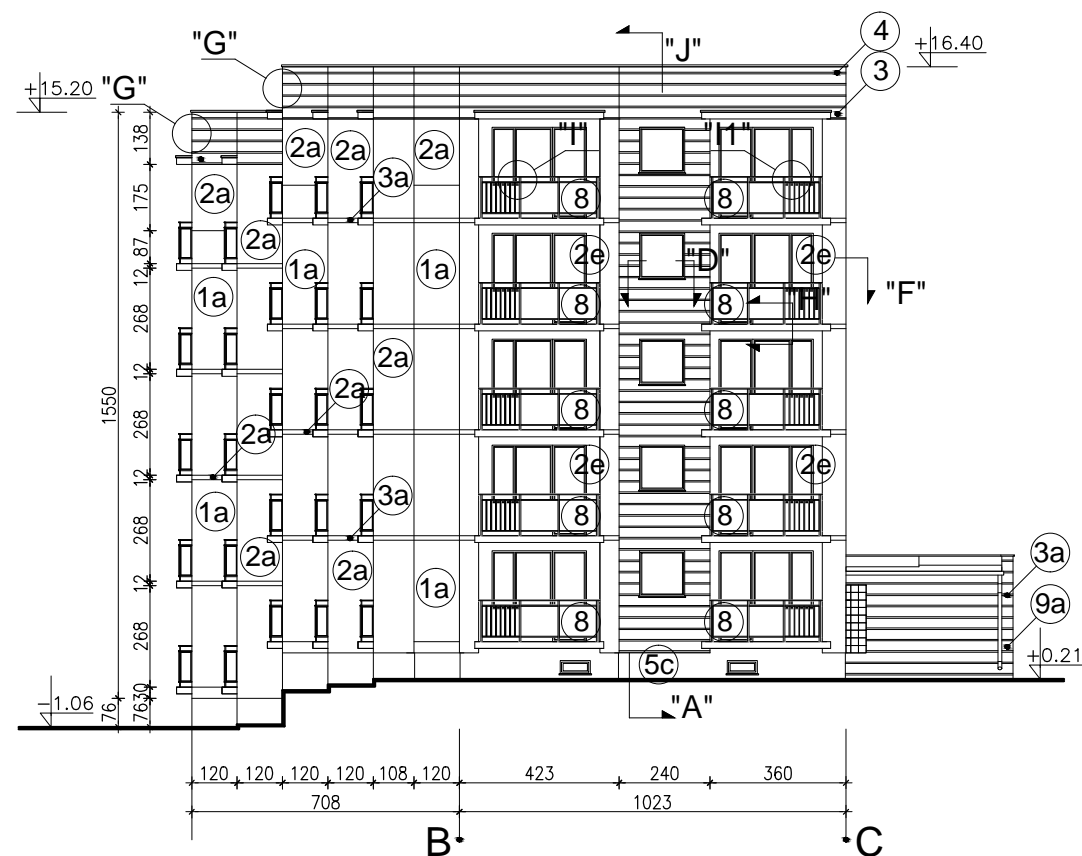 "G"
"J"
4
+16.40
3
+15.20
"G"
138
2a
2a
2a
"I"
"I1"
3a
175
2a
8
8
87
2a
2e
2e
12
1a
1a
1a
"D"
"F"
"H"
268
8
8
12
2a
1550
268
2a
8
8
2a
12
2e
2e
268
1a
3a
8
8
12
2a
2a
1a
3a
268
8
8
9a
5c
+0.21
30
76
76
-1.06
"A"
120 120 120 120 108 120 423 240 360
708 1023
B C